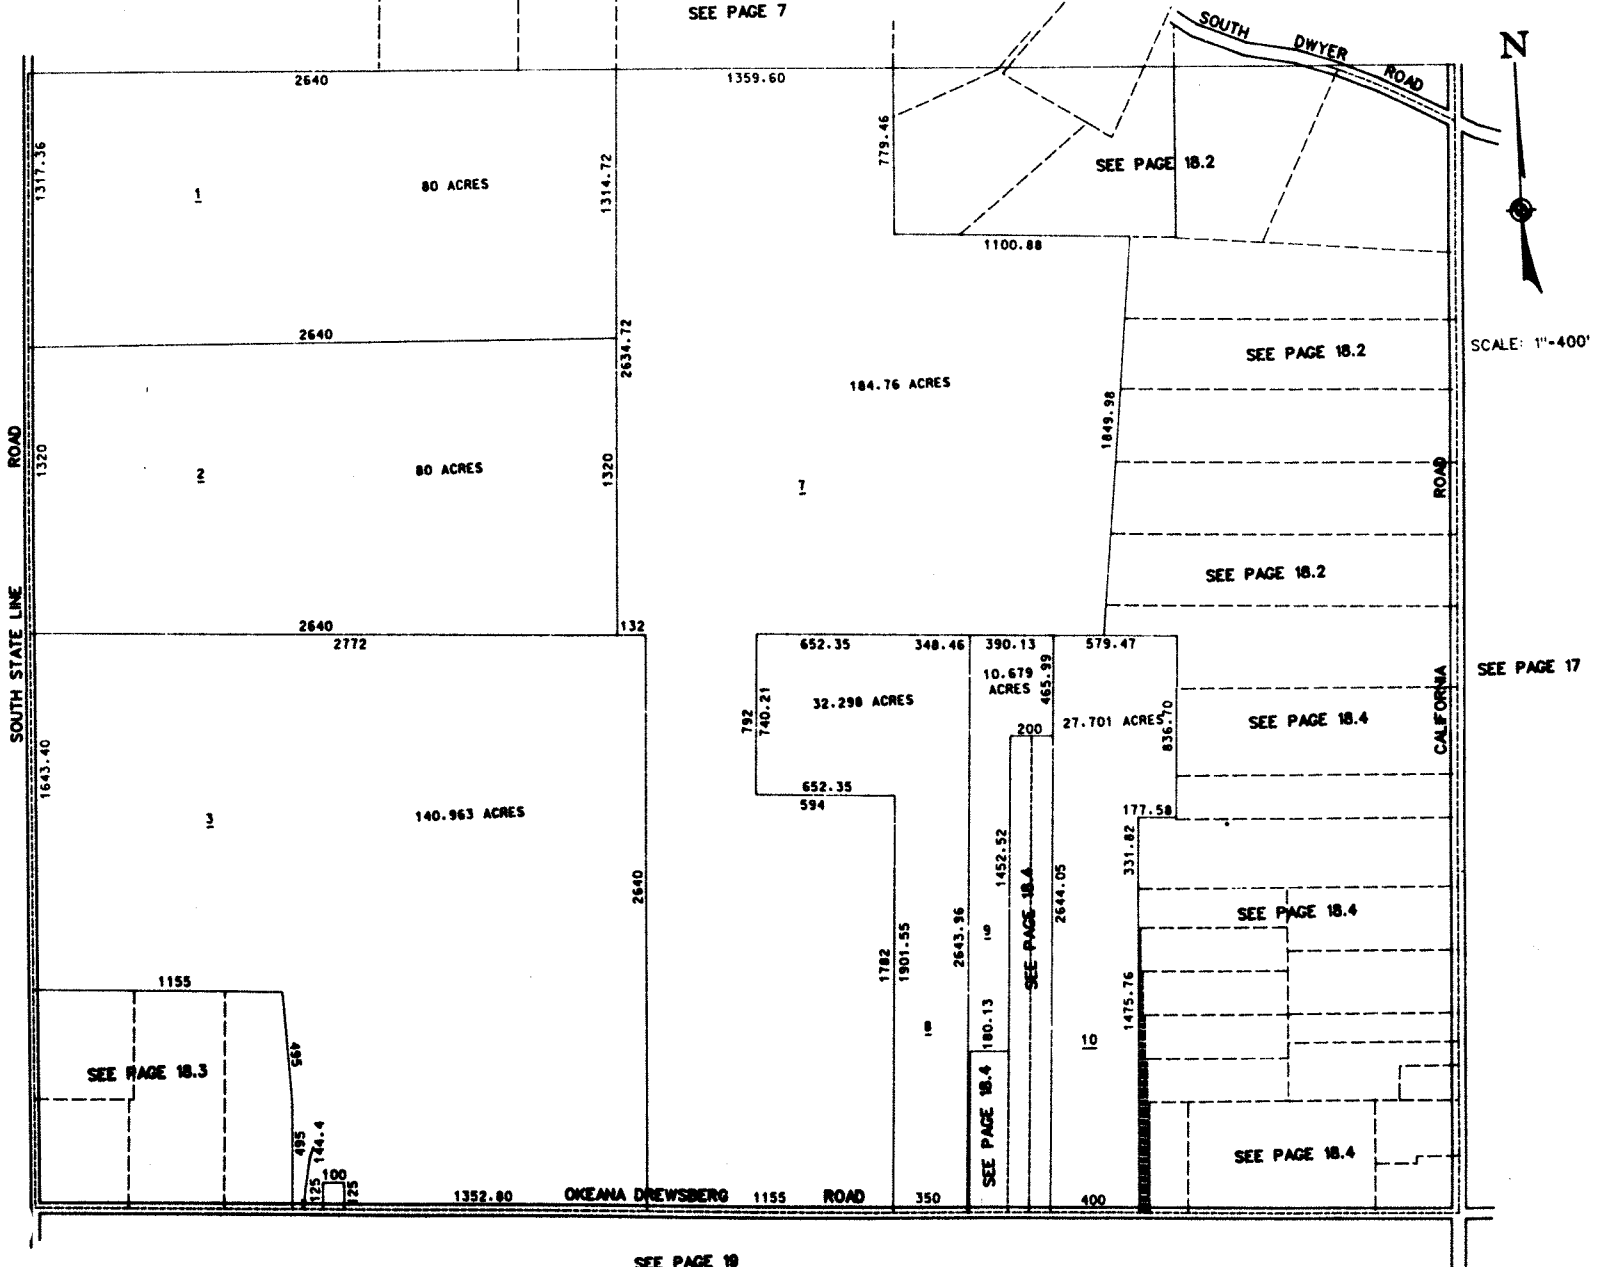 SEE PAGE 7
SOUTH DWYER ROAD
N
2640
1359.60
1317.36
1
80 ACRES
1314.72
779.46
SEE PAGE 18.2
1100.88
2640
2634.72
SEE PAGE 18.2
SCALE: 1"-400'
184.76 ACRES
1849.98
SOUTH STATE LINE ROAD
1320
2
80 ACRES
1320
7
CALIFORNIA ROAD
SEE PAGE 18.2
2640
132
2772
652.35
348.46
390.13
579.47
10.679
ACRES
465.99
SEE PAGE 17
32.298 ACRES
792
740.21
200
27.701 ACRES
836.70
SEE PAGE 18.4
1643.40
3
140.963 ACRES
652.35
594
177.58
331.82
1452.52
2640
SEE PAGE 18.4
2644.05
SEE PAGE 18.4
1782
1901.55
2643.96
1155
180.13
1475.76
8
10
495
SEE PAGE 18.3
SEE PAGE 18.4
495
144.4
SEE PAGE 18.4
125
100
125
1352.80
OKEANA DREWSBERG ROAD
1155
350
400
SEE PAGE 19